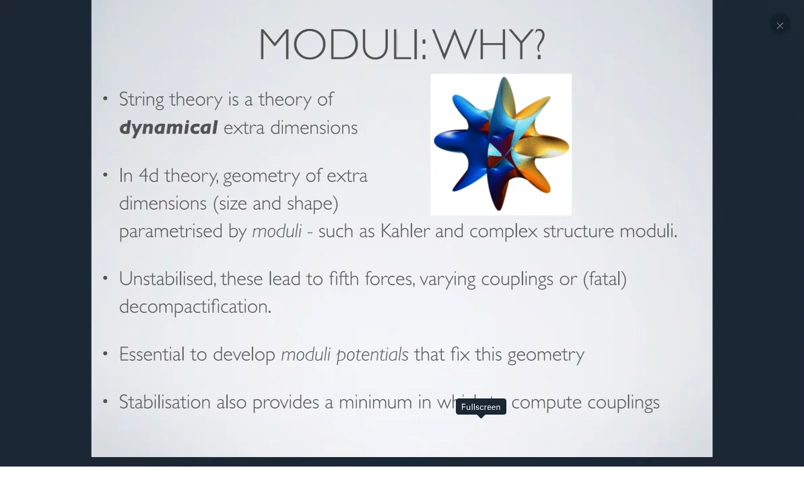 MODULI: WHY?
• String theory is a theory of
dynamical extra dimensions
• In 4d theory, geometry of extra
dimensions (size and shape)
parametrised by moduli - such as Kahler and complex structure moduli.
• Unstabilised, these lead to fifth forces, varying couplings or (fatal)
decompactification.
• Essential to develop moduli potentials that fix this geometry
• Stabilisation also provides a minimum in compute couplings
Fullscreen